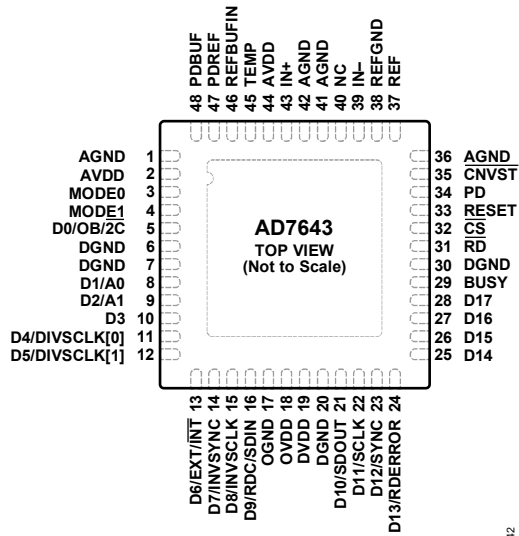 48 PDBUF
47 PDREF
46 REFBUFIN
45 TEMP
44 AVDD
43 IN+
42 AGND
41 AGND
40 NC
39 IN–
38 REFGND
37 REF
AGND 1
AVDD 2
MODE0 3
MODE1 4
D0/OB/2C 5
DGND 6
DGND 7
D1/A0 8
D2/A1 9
D3 10
D4/DIVSCLK[0] 11
D5/DIVSCLK[1] 12
AD7643
TOP VIEW
(Not to Scale)
36 AGND
35 CNVST
34 PD
33 RESET
32 CS
31 RD
30 DGND
29 BUSY
28 D17
27 D16
26 D15
25 D14
D6/EXT/INT 13
D7/INVSYNC 14
D8/INVSCLK 15
D9/RDC/SDIN 16
OGND 17
OVDD 18
DVDD 19
DGND 20
D10/SDOUT 21
D11/SCLK 22
D12/SYNC 23
D13/RDERROR 24